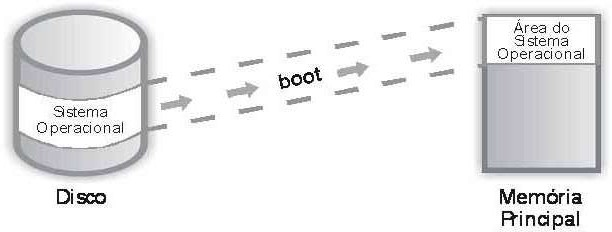 Sistema
Operacional
Disco
boot
Área do
Sistema
Operacional
Memória
Principal